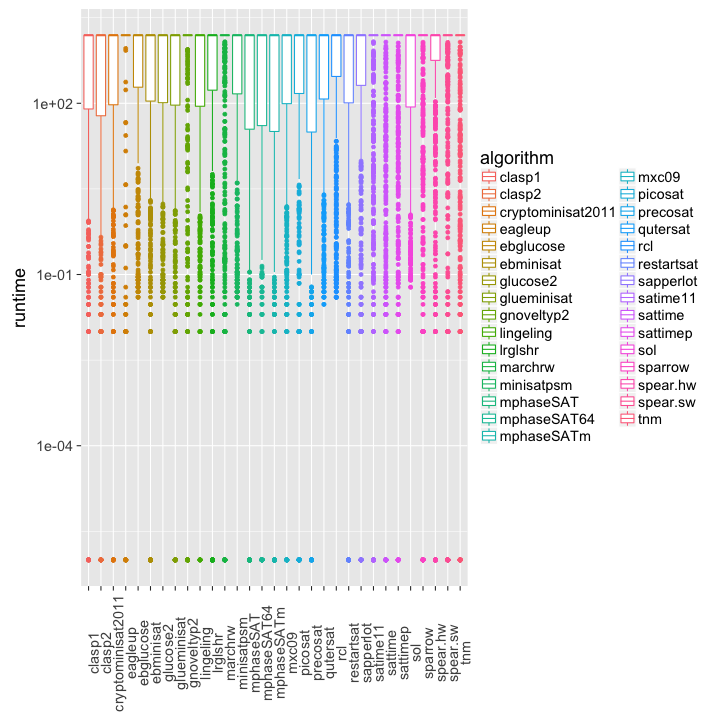 1e+02
1e-01
1e-04
runtime
clasp1
clasp2
cryptominisat2011
eagleup
ebglucose
ebminisat
glucose2
glueminisat
gnoveltyp2
lingeling
lrglshr
marchrw
minisatpsm
mphaseSAT
mphaseSAT64
mphaseSATm
mxc09
picosat
precosat
qutersat
rcl
restartsat
sapperlot
satime11
sattime
sattimep
sol
sparrow
spear.hw
spear.sw
tnm
algorithm
clasp1
clasp2
cryptominisat2011
eagleup
ebglucose
ebminisat
glucose2
glueminisat
gnoveltyp2
lingeling
lrglshr
marchrw
minisatpsm
mphaseSAT
mphaseSAT64
mphaseSATm
mxc09
picosat
precosat
qutersat
rcl
restartsat
sapperlot
satime11
sattime
sattimep
sol
sparrow
spear.hw
spear.sw
tnm